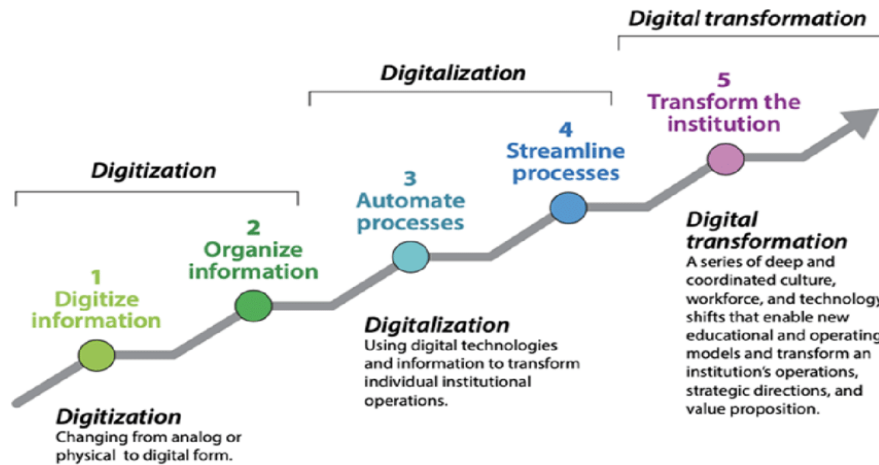 Digital transformation
Digitalization
Digitization
5
Transform the
institution
4
Streamline
processes
3
Automate
processes
2
Organize
information
1
Digitize
information
Digitization
Changing from analog or
physical to digital form.
Digitalization
Using digital technologies
and information to transform
individual institutional
operations.
Digital
transformation
A series of deep and
coordinated culture,
workforce, and technology
shifts that enable new
educational and operating
models and transform an
institution's operations,
strategic directions, and
value proposition.